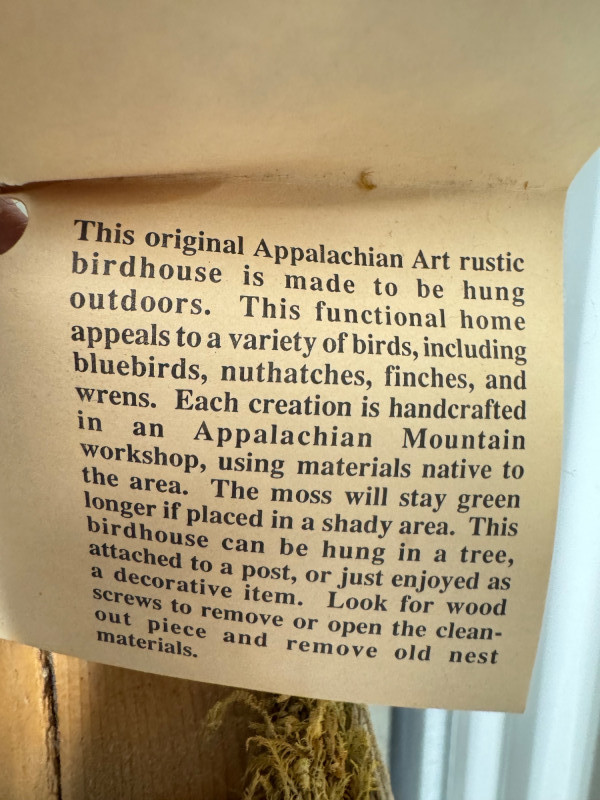 This original Appalachian Art rustic
birdhouse is made to be hung
outdoors. This functional home
appeals to a variety of birds, including
bluebirds, nuthatches, finches, and
wrens. Each creation is handcrafted
in an Appalachian Mountain
workshop, using materials native to
the area. The moss will stay green
longer if placed in a shady area. This
birdhouse can be hung in a tree,
attached to a post, or just enjoyed as
a decorative item. Look for wood
screws to remove or open the clean-
out piece and remove old nest
materials.